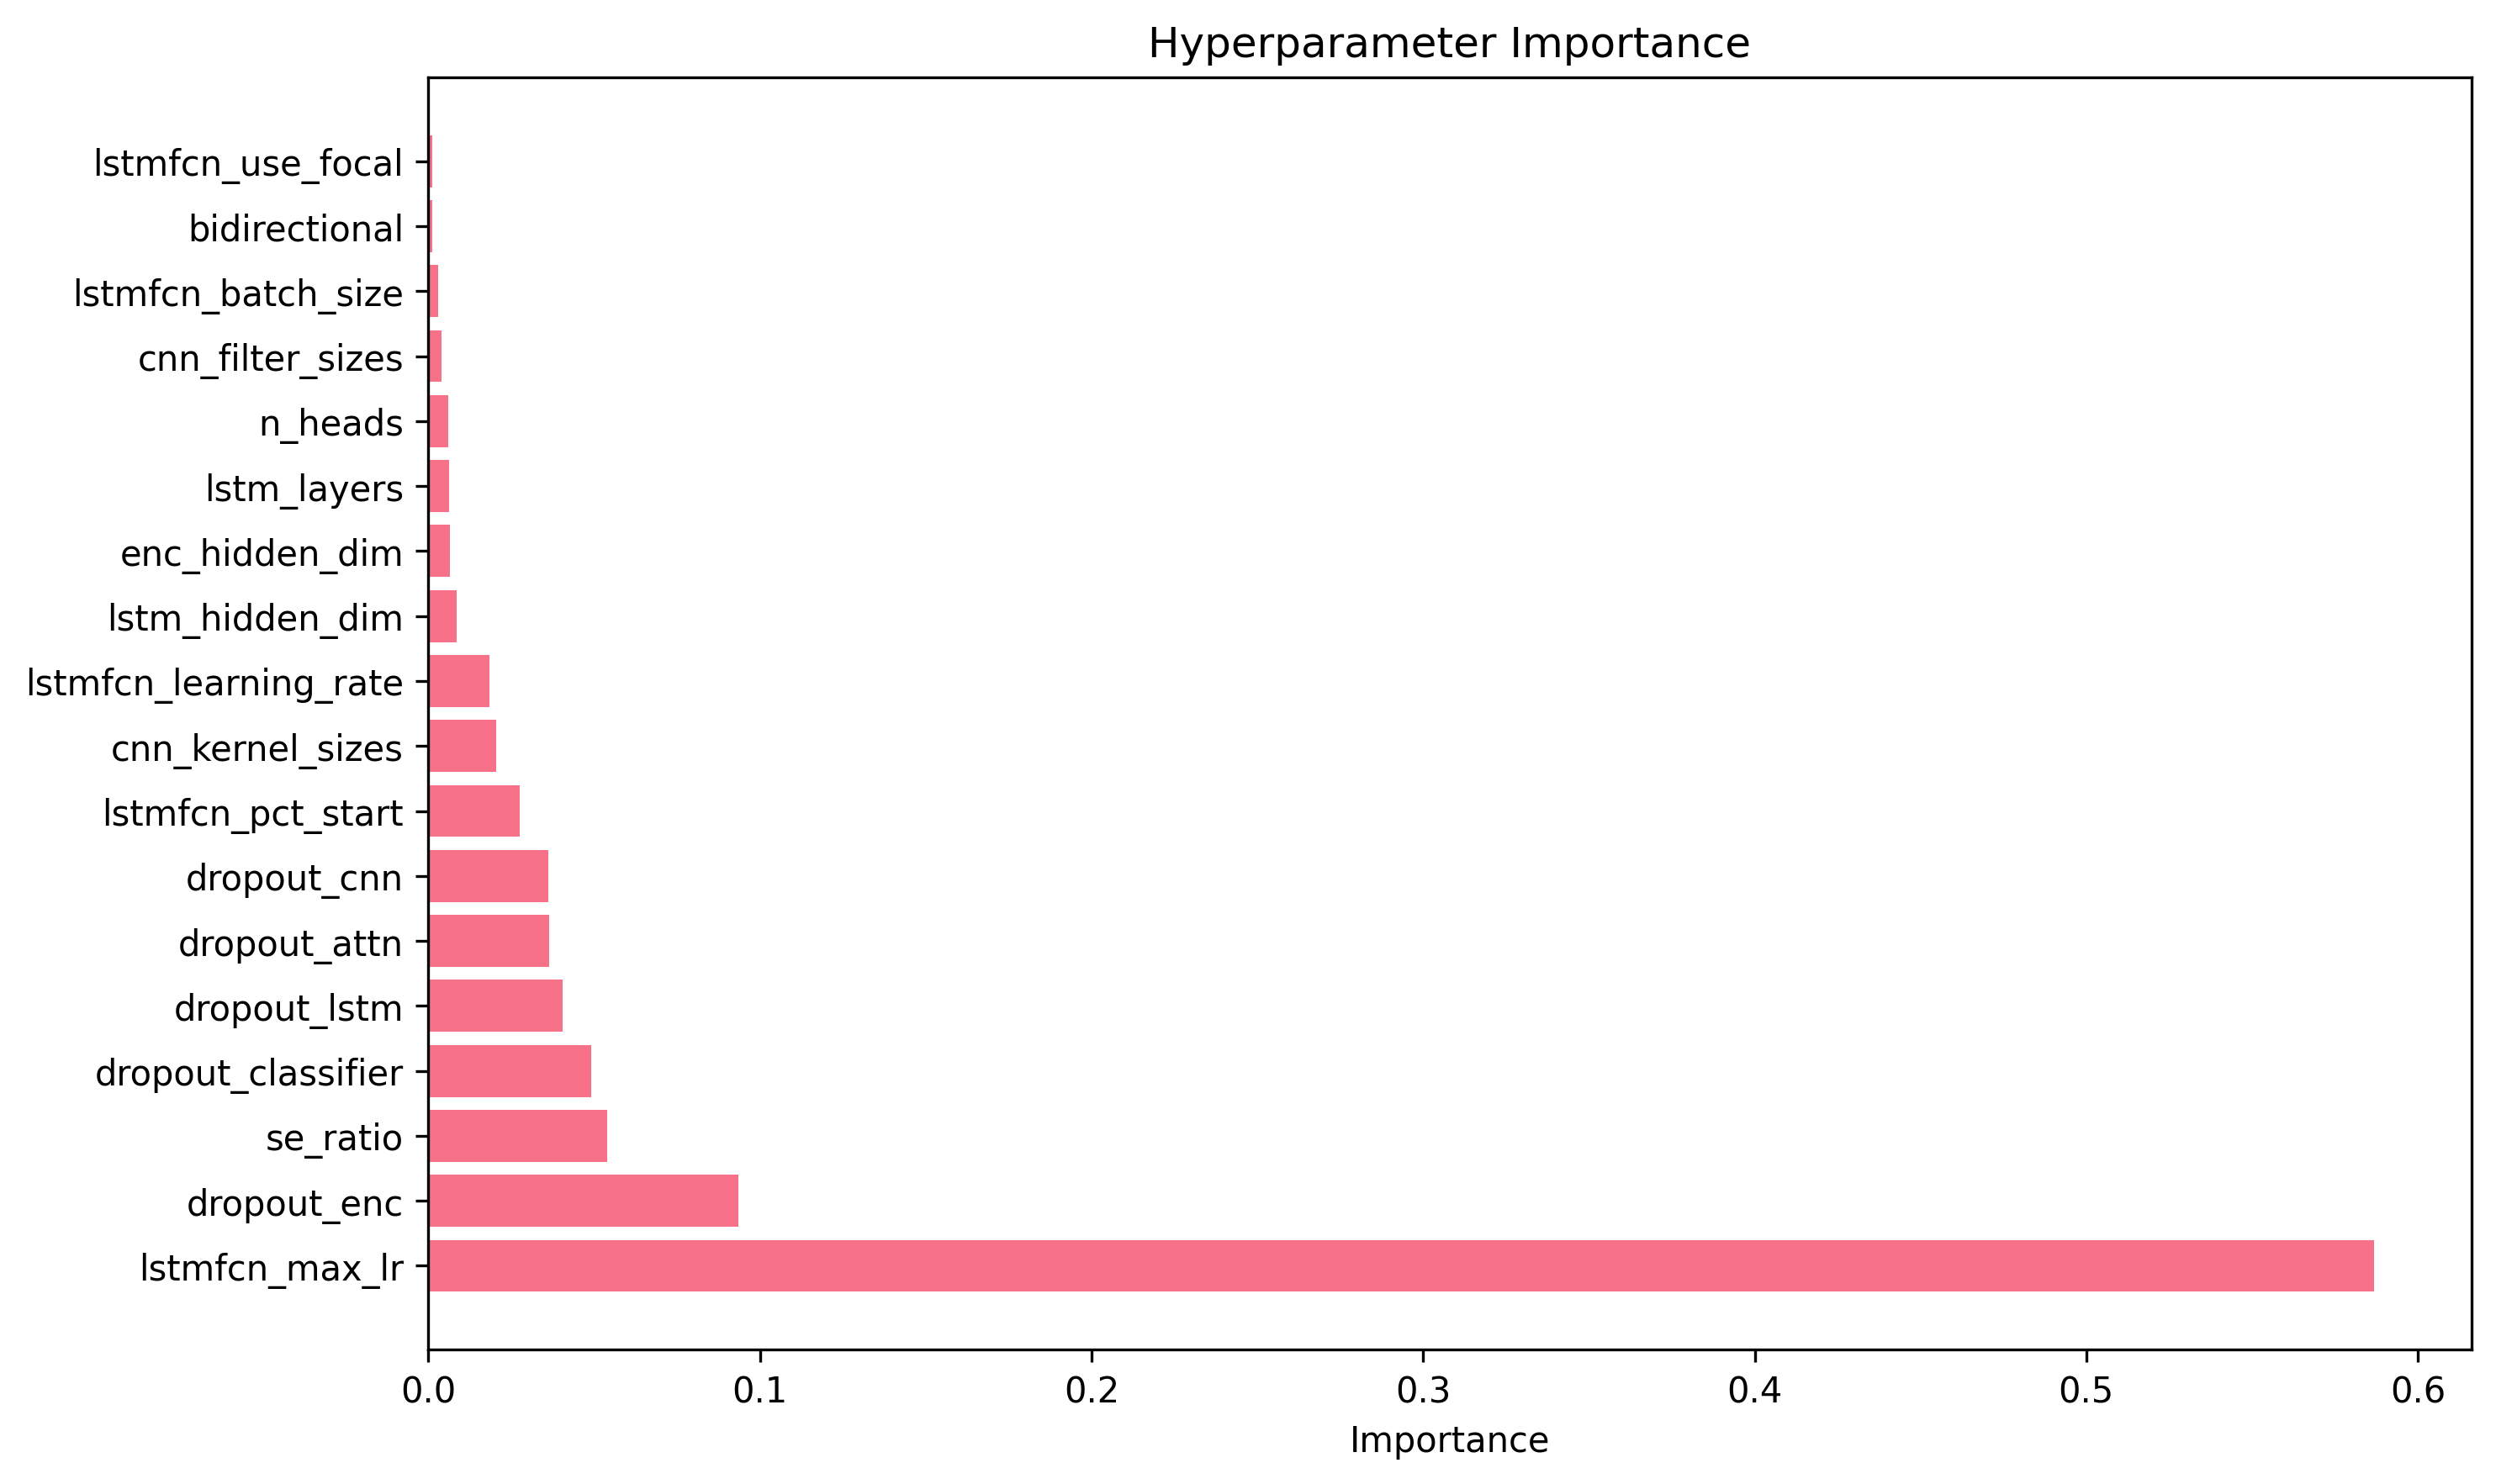 Hyperparameter Importance
lstmfcn_use_focal
bidirectional
lstmfcn_batch_size
cnn_filter_sizes
n_heads
lstm_layers
enc_hidden_dim
lstm_hidden_dim
lstmfcn_learning_rate
cnn_kernel_sizes
lstmfcn_pct_start
dropout_cnn
dropout_attn
dropout_lstm
dropout_classifier
se_ratio
dropout_enc
lstmfcn_max_lr
0.0 0.1 0.2 0.3 0.4 0.5 0.6
Importance